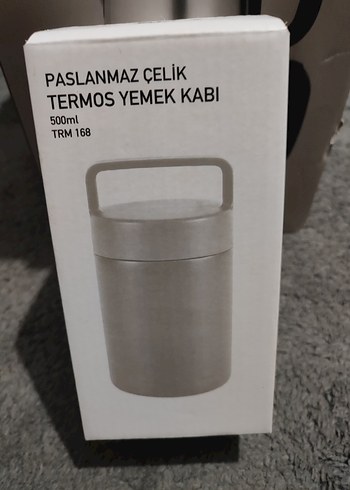 PASLANMAZ ÇELİK
TERMOS YEMEK KABI
500ml
TRM 168